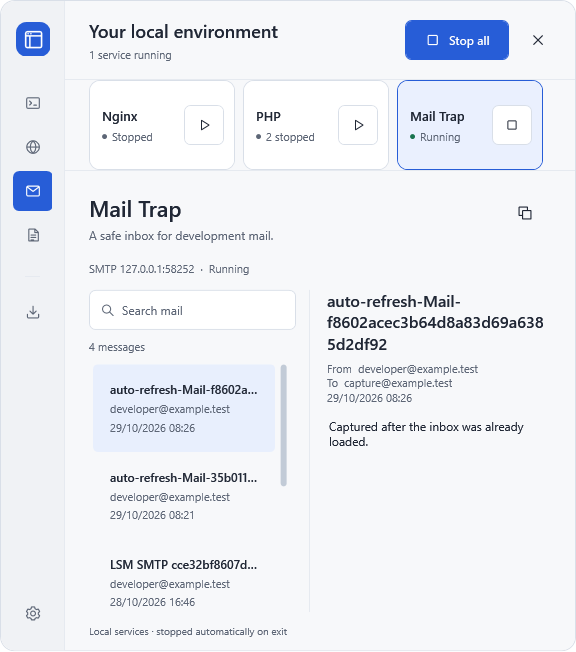 Your local environment
1 service running
Stop all
Nginx
Stopped
PHP
2 stopped
Mail Trap
Running
Mail Trap
A safe inbox for development mail.
SMTP 127.0.0.1:58252 · Running
Search mail
4 messages
auto-refresh-Mail-f8602a...
developer@example.test
29/10/2026 08:26
auto-refresh-Mail-35b011...
developer@example.test
29/10/2026 08:21
LSM SMTP cce32bf8607d...
developer@example.test
28/10/2026 16:46
auto-refresh-Mail-
f8602acec3b64d8a83d69a638
5d2df92
From developer@example.test
To capture@example.test
29/10/2026 08:26
Captured after the inbox was already
loaded.
Local services · stopped automatically on exit